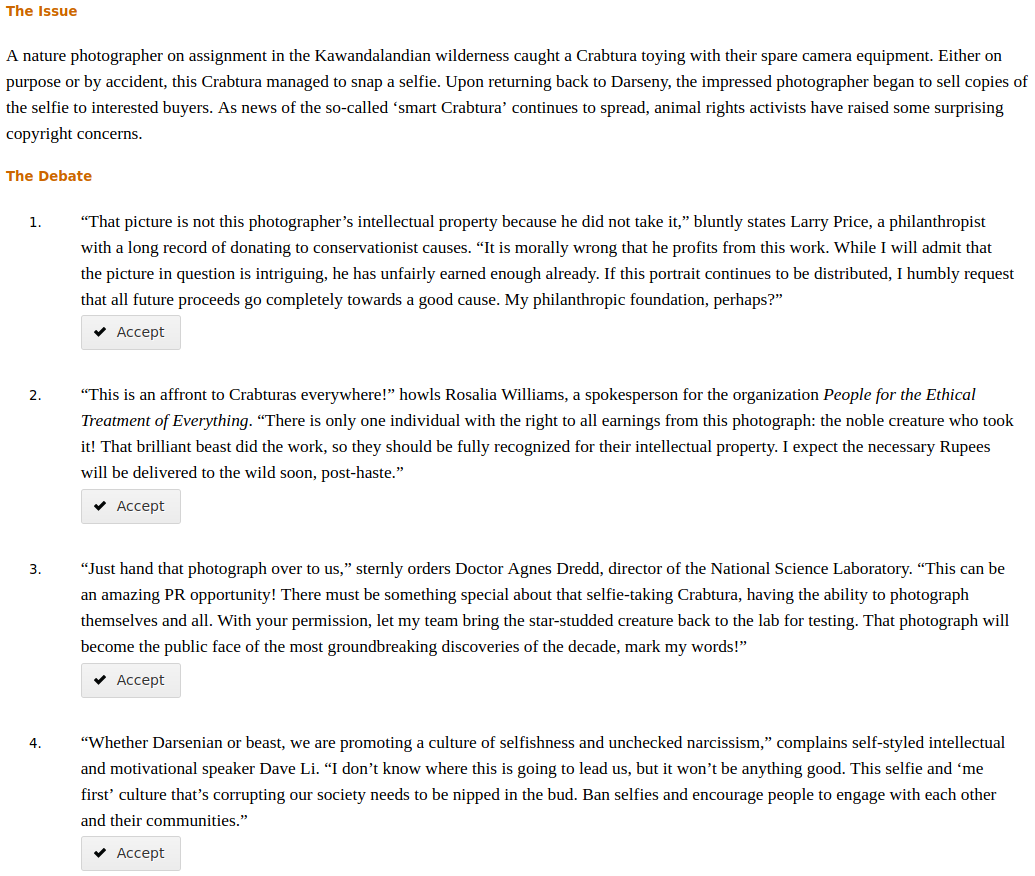 The Issue
A nature photographer on assignment in the Kawandalandian wilderness caught a Crabtura toying with their spare camera equipment. Either on
purpose or by accident, this Crabtura managed to snap a selfie. Upon returning back to Darseny, the impressed photographer began to sell copies of
the selfie to interested buyers. As news of the so-called ‘smart Crabtura’ continues to spread, animal rights activists have raised some surprising
copyright concerns.
The Debate
1. “That picture is not this photographer’s intellectual property because he did not take it,” bluntly states Larry Price, a philanthropist
with a long record of donating to conservationist causes. “It is morally wrong that he profits from this work. While I will admit that
the picture in question is intriguing, he has unfairly earned enough already. If this portrait continues to be distributed, I humbly request
that all future proceeds go completely towards a good cause. My philanthropic foundation, perhaps?”
Accept
2. “This is an affront to Crabturas everywhere!” howls Rosalia Williams, a spokesperson for the organization People for the Ethical
Treatment of Everything. “There is only one individual with the right to all earnings from this photograph: the noble creature who took
it! That brilliant beast did the work, so they should be fully recognized for their intellectual property. I expect the necessary Rupees
will be delivered to the wild soon, post-haste.”
Accept
3. “Just hand that photograph over to us,” sternly orders Doctor Agnes Dredd, director of the National Science Laboratory. “This can be
an amazing PR opportunity! There must be something special about that selfie-taking Crabtura, having the ability to photograph
themselves and all. With your permission, let my team bring the star-studded creature back to the lab for testing. That photograph will
become the public face of the most groundbreaking discoveries of the decade, mark my words!”
Accept
4. “Whether Darsenian or beast, we are promoting a culture of selfishness and unchecked narcissism,” complains self-styled intellectual
and motivational speaker Dave Li. “I don’t know where this is going to lead us, but it won’t be anything good. This selfie and ‘me
first’ culture that’s corrupting our society needs to be nipped in the bud. Ban selfies and encourage people to engage with each other
and their communities.”
Accept